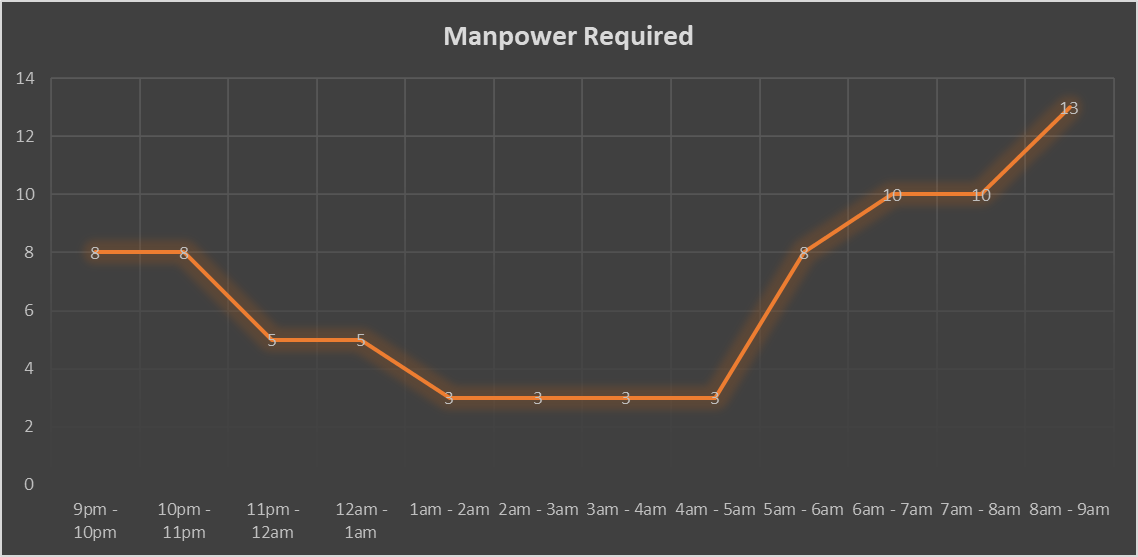 Manpower Required
14
12
10
8
6
4
2
0
8
8
5
5
3
3
3
3
8
10
10
13
9pm -
10pm
10pm -
11pm
11pm -
12am
12am -
1am
1am - 2am
2am - 3am
3am - 4am
4am - 5am
5am - 6am
6am - 7am
7am - 8am
8am - 9am